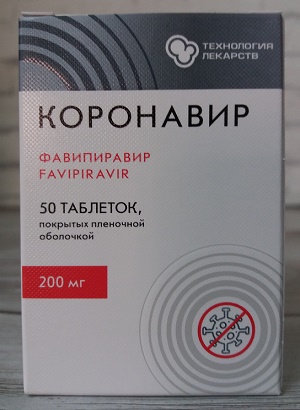 ТЕХНОЛОГИЯ
ЛЕКАРСТВ
КОРОНАВИР
ФАВИПИРАВИР
FAVIPIRAVIR
50 ТАБЛЕТОК,
покрытых пленочной
оболочкой
200 мг